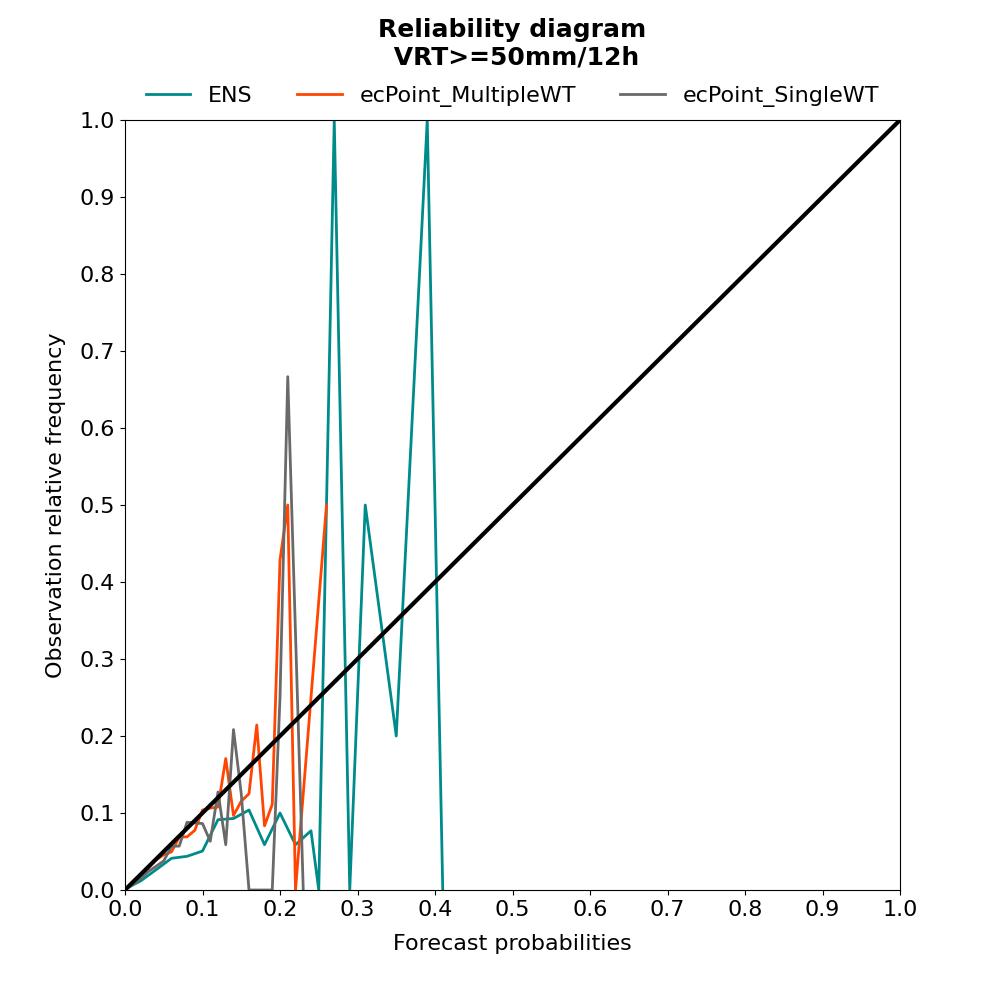 Reliability diagram
VRT>=50mm/12h
ENS ecPoint_MultipleWT ecPoint_SingleWT
1.0
0.9
0.8
0.7
0.6
0.5
0.4
0.3
0.2
0.1
0.0
Observation relative frequency
0.0 0.1 0.2 0.3 0.4 0.5 0.6 0.7 0.8 0.9 1.0
Forecast probabilities